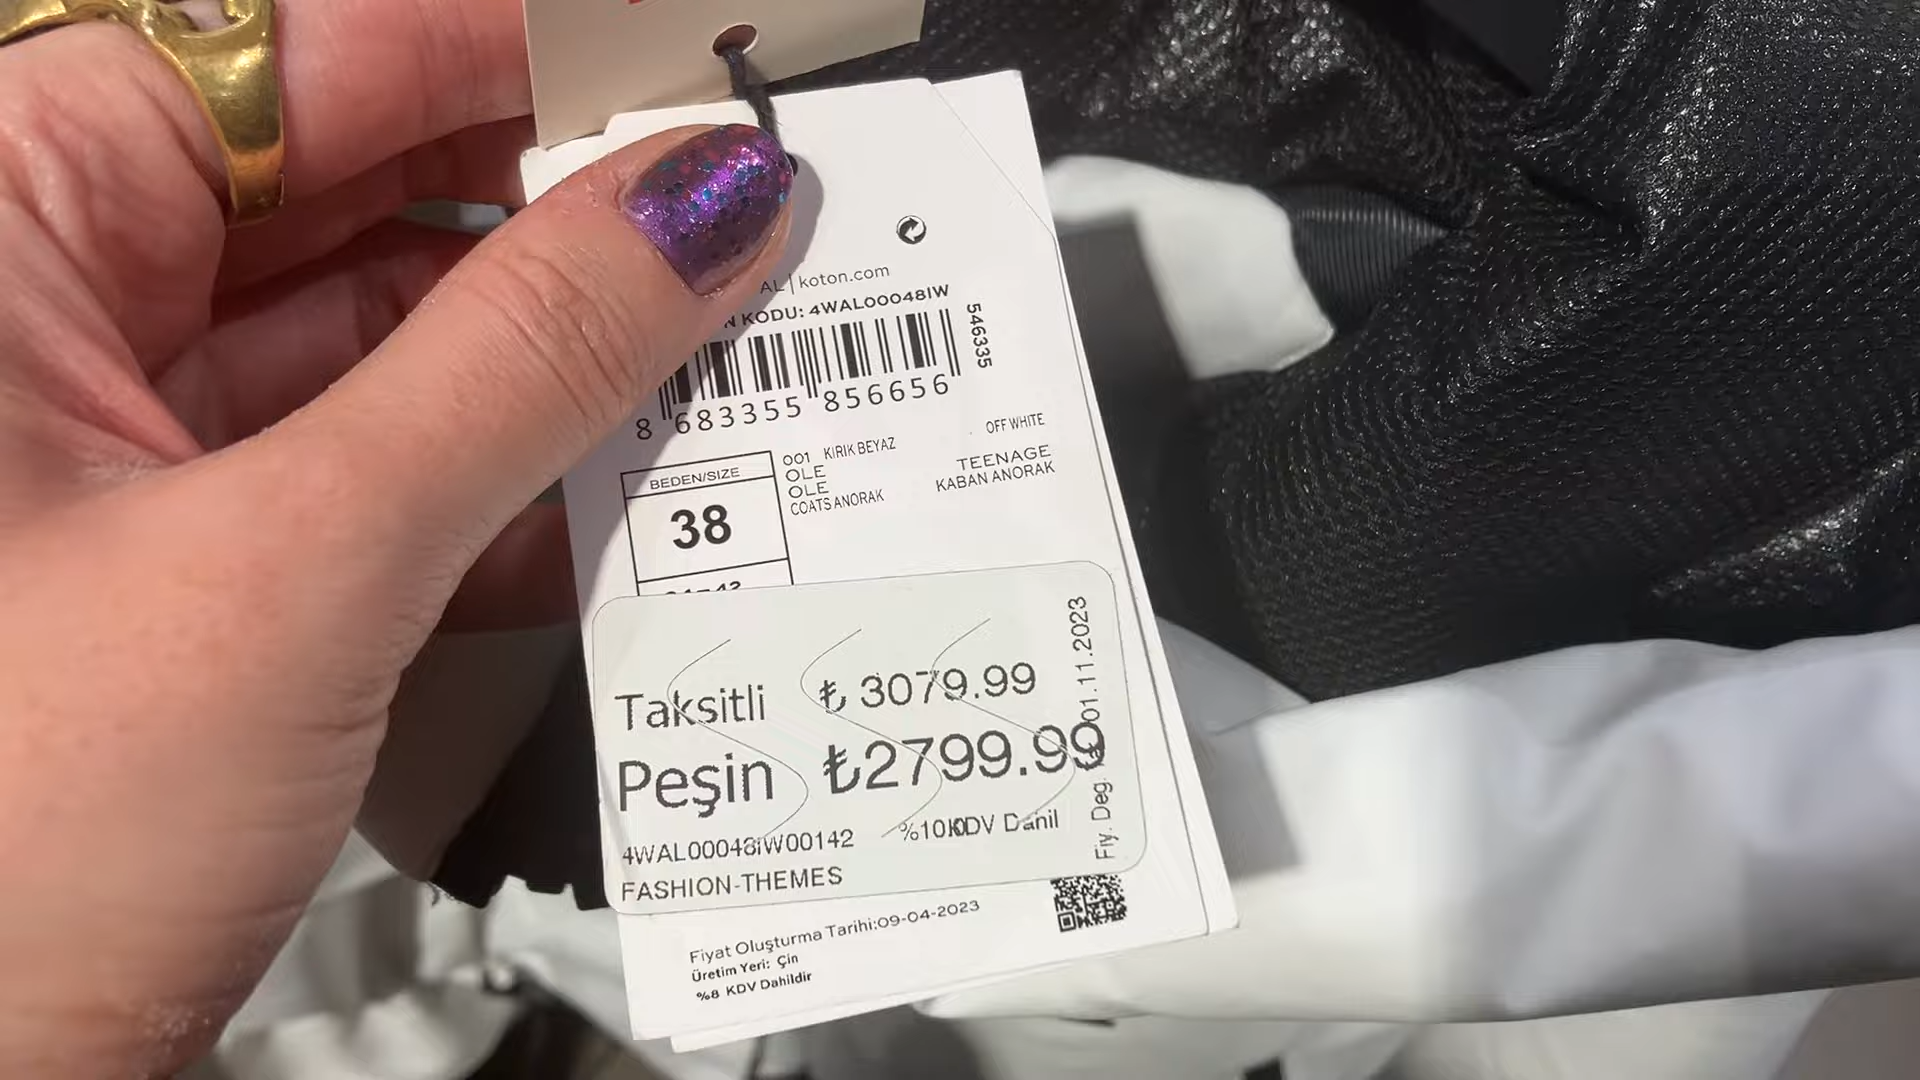 AL | koton.com
N KODU: 4WAL00048IW
546335
8 683355 856656
BEDEN/SIZE
38
001 KIRIK BEYAZ OFF WHITE
OLE TEENAGE
OLE KABAN ANORAK
COATS ANORAK
Taksitli ₺ 3079.99
Peşin ₺2799.99
4WAL00048IW00142 %10 KDV Dahil
FASHION-THEMES
Fiy. Deg. 01.11.2023
Fiyat Oluşturma Tarihi:09-04-2023
Üretim Yeri: Çin
%8 KDV Dahildir